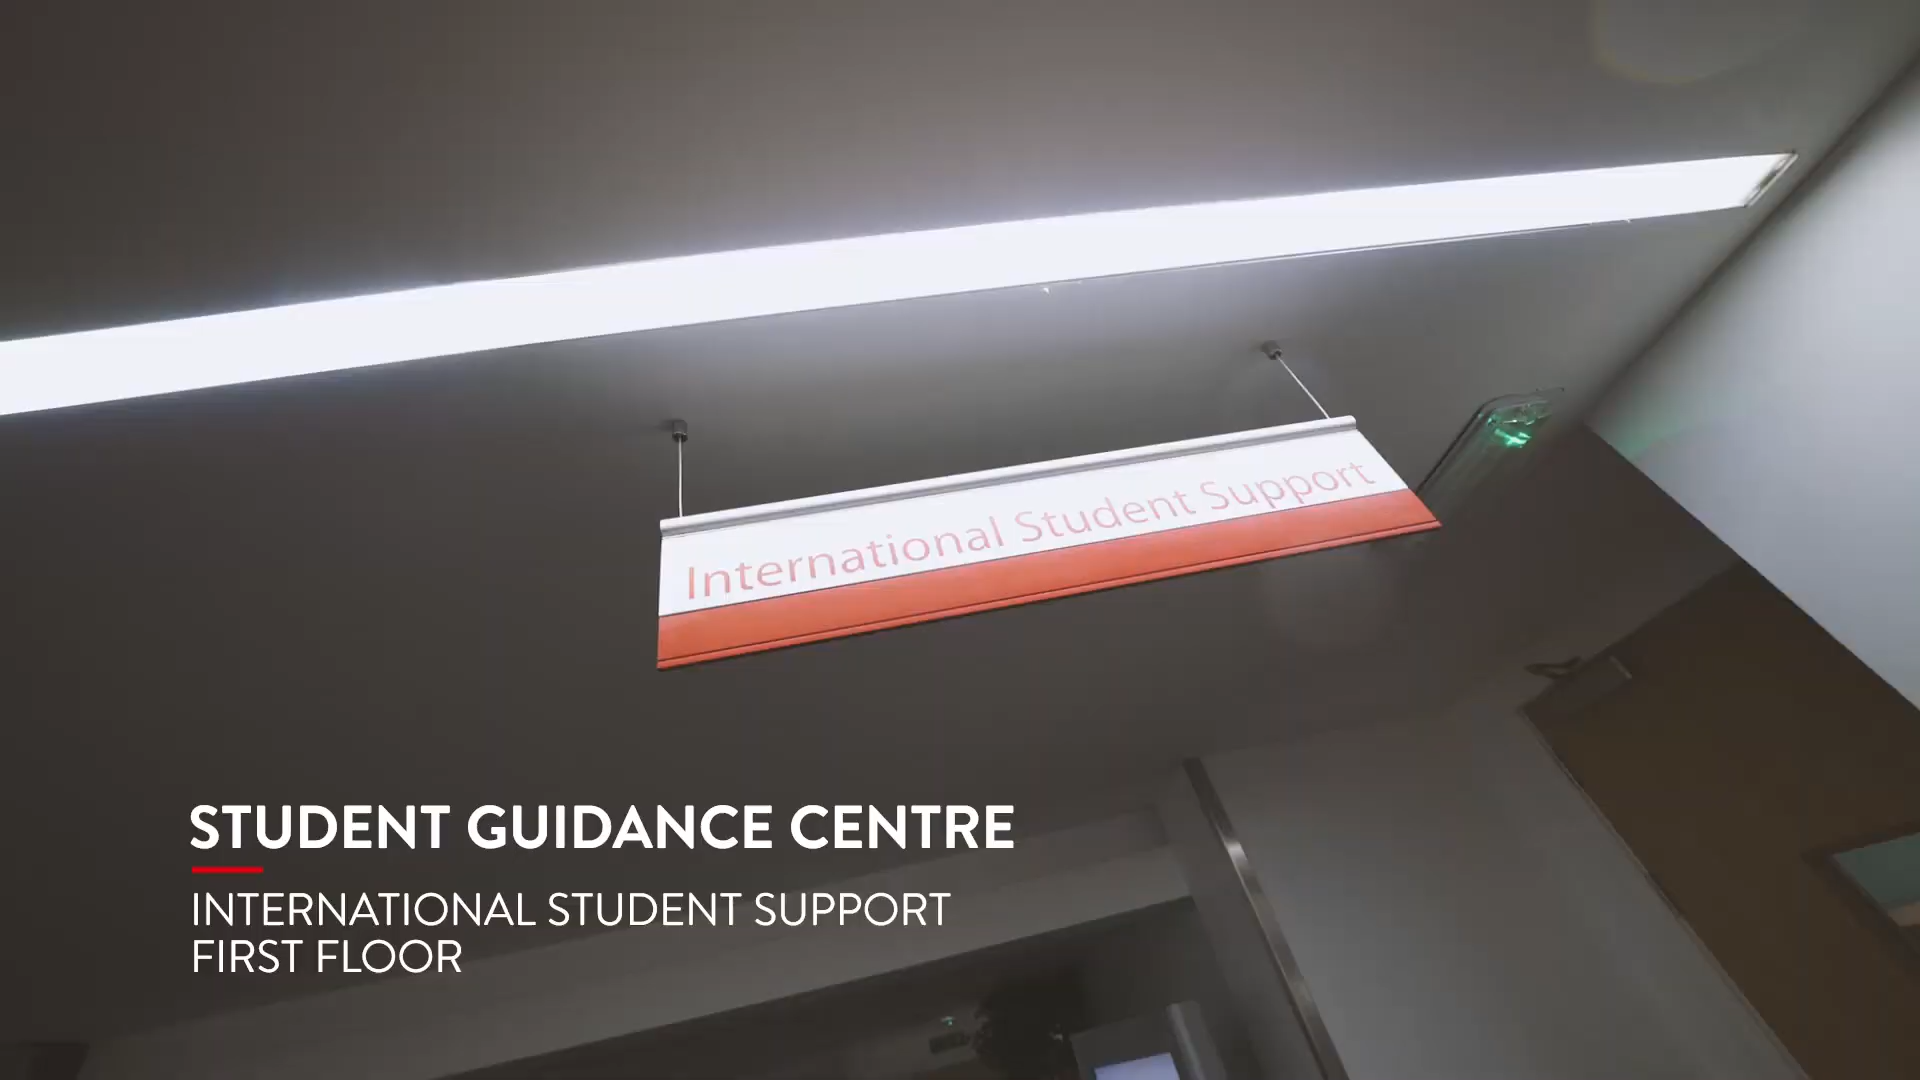 International Student Support
STUDENT GUIDANCE CENTRE
INTERNATIONAL STUDENT SUPPORT
FIRST FLOOR